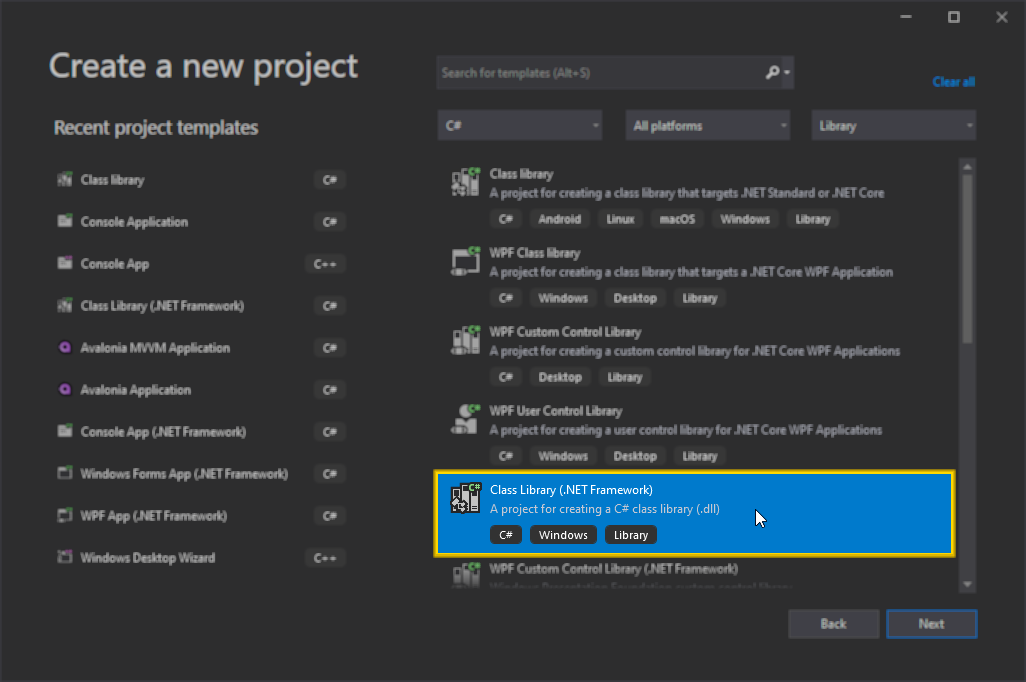 Create a new project
Search for templates (Alt+S)
Clear all
C#
All platforms
Library
Recent project templates
Class library
C#
Console Application
C#
Console App
C++
Class Library (.NET Framework)
C#
Avalonia MVVM Application
C#
Avalonia Application
C#
Console App (.NET Framework)
C#
Windows Forms App (.NET Framework)
C#
WPF App (.NET Framework)
C#
Windows Desktop Wizard
C++
Class library
A project for creating a class library that targets .NET Standard or .NET Core
C# Android Linux macOS Windows Library
WPF Class library
A project for creating a class library that targets a .NET Core WPF Application
C# Windows Desktop Library
WPF Custom Control Library
A project for creating a custom control library for .NET Core WPF Applications
C# Desktop Library
WPF User Control Library
A project for creating a user control library for .NET Core WPF Applications
C# Windows Desktop Library
Class Library (.NET Framework)
A project for creating a C# class library (.dll)
C# Windows Library
WPF Custom Control Library (.NET Framework)
Windows Presentation Foundation custom control library
Back
Next